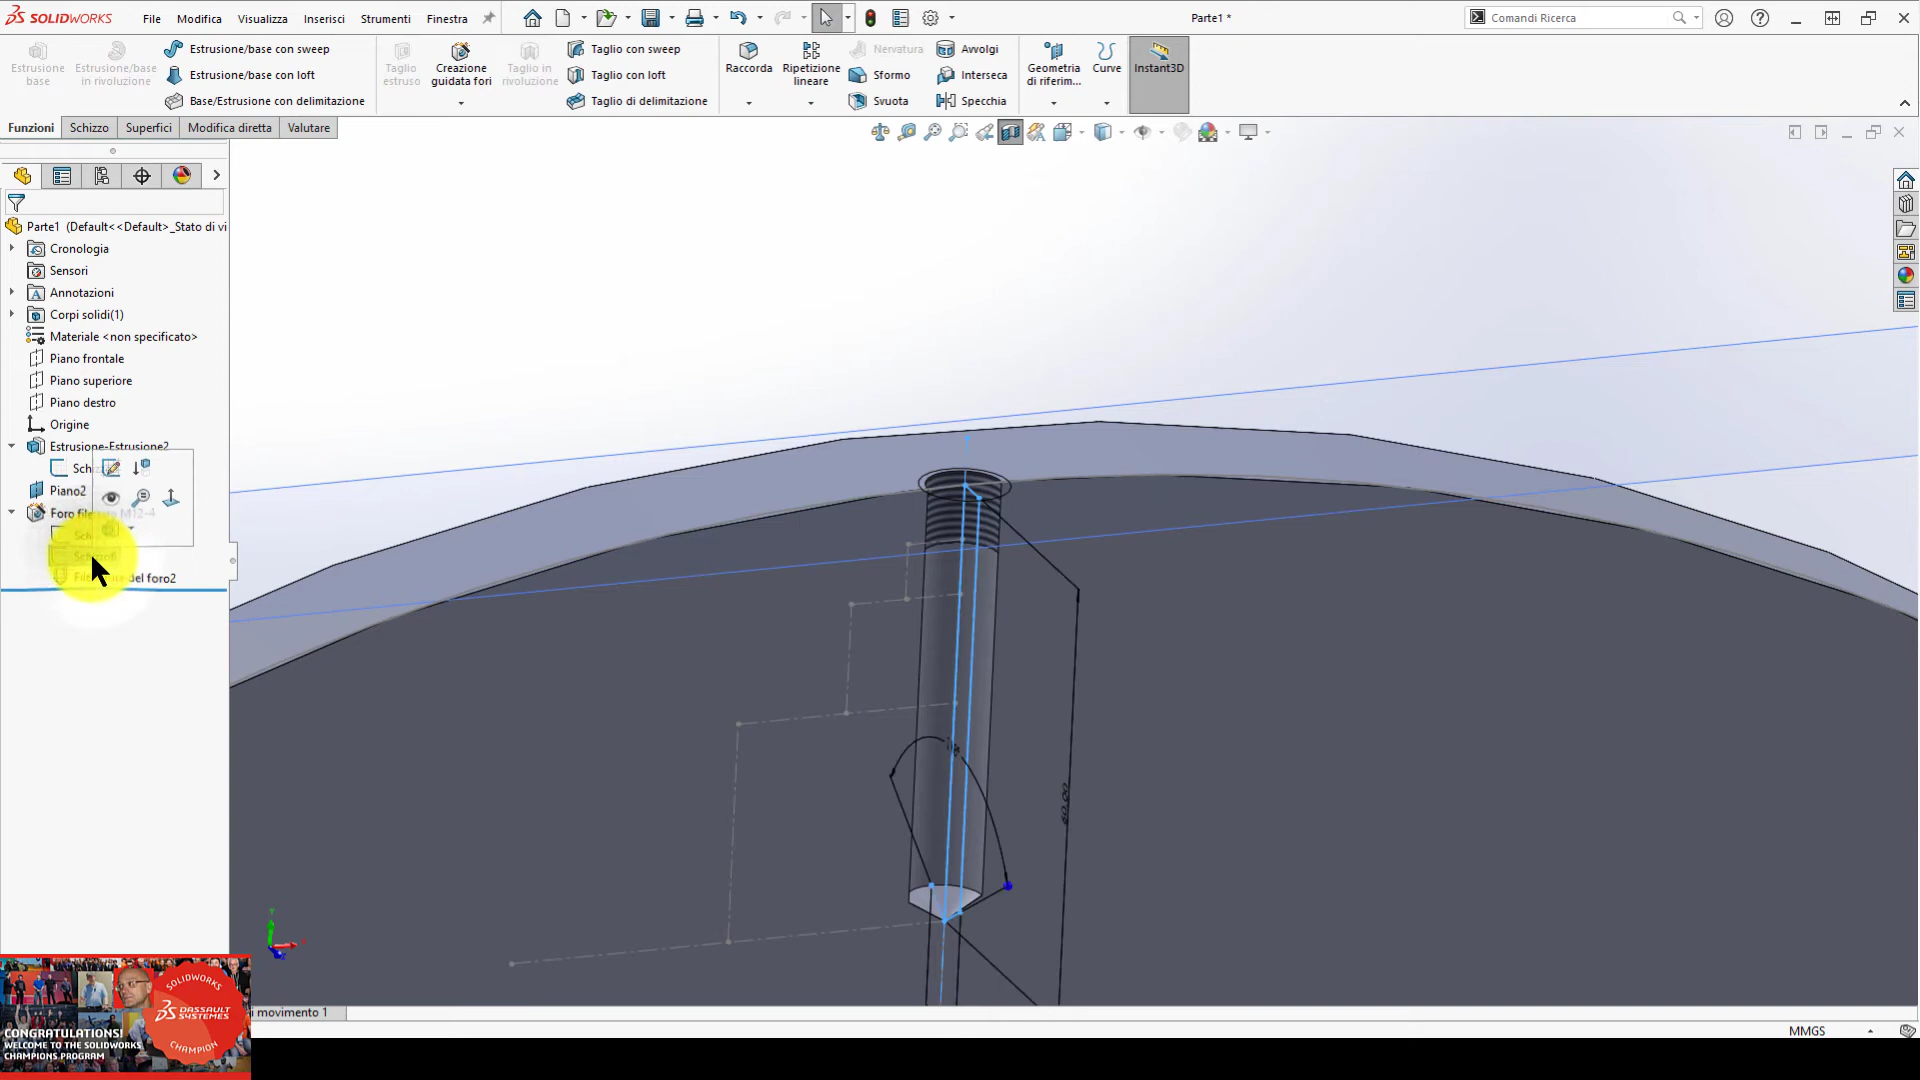 SOLIDWORKS
File Modifica Visualizza Inserisci Strumenti Finestra
Parte1 *
Comandi Ricerca
Estrusione base
Estrusione/base in rivoluzione
Estrusione/base con sweep
Estrusione/base con loft
Base/Estrusione con delimitazione
Taglio estruso
Creazione guidata fori
Taglio in rivoluzione
Taglio con sweep
Taglio con loft
Taglio di delimitazione
Raccorda
Ripetizione lineare
Nervatura
Sformo
Svuota
Avvolgi
Interseca
Specchia
Geometria di riferim...
Curve
Instant3D
Funzioni Schizzo Superfici Modifica diretta Valutare
Parte1 (Default<<Default>_Stato di vi
Cronologia
Sensori
Annotazioni
Corpi solidi(1)
Materiale <non specificato>
Piano frontale
Piano superiore
Piano destro
Origine
Estrusione-Estrusione2
Piano2
M12-4
del foro2
60.00
i movimento 1
MMGS
SOLIDWORKS
DASSAULT SYSTEMES
CHAMPION
CONGRATULATIONS!
WELCOME TO THE SOLIDWORKS
CHAMPIONS PROGRAM